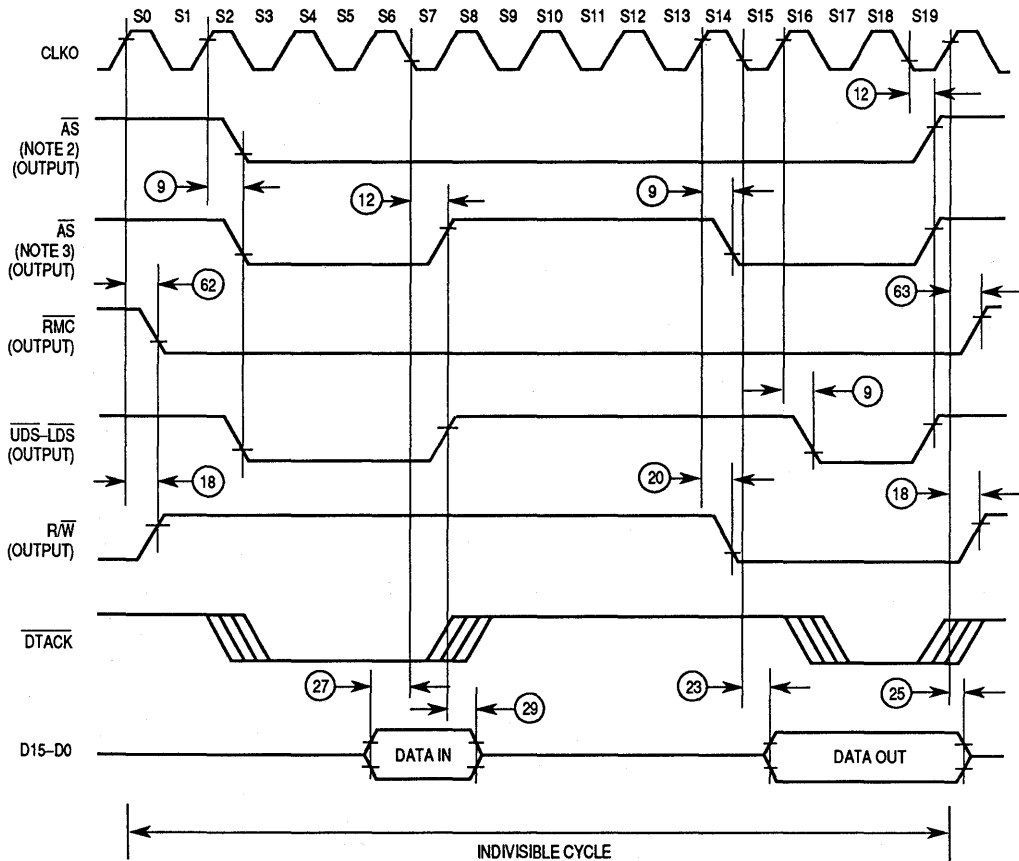 S0 S1 S2 S3 S4 S5 S6 S7 S8 S9 S10 S11 S12 S13 S14 S15 S16 S17 S18 S19
CLKO
12
AS
(NOTE 2)
(OUTPUT)
9
12
9
AS
(NOTE 3)
(OUTPUT)
62
63
RMC
(OUTPUT)
9
UDS–LDS
(OUTPUT)
18
20
18
R/W
(OUTPUT)
DTACK
27
29
23
25
D15–D0
DATA IN
DATA OUT
INDIVISIBLE CYCLE